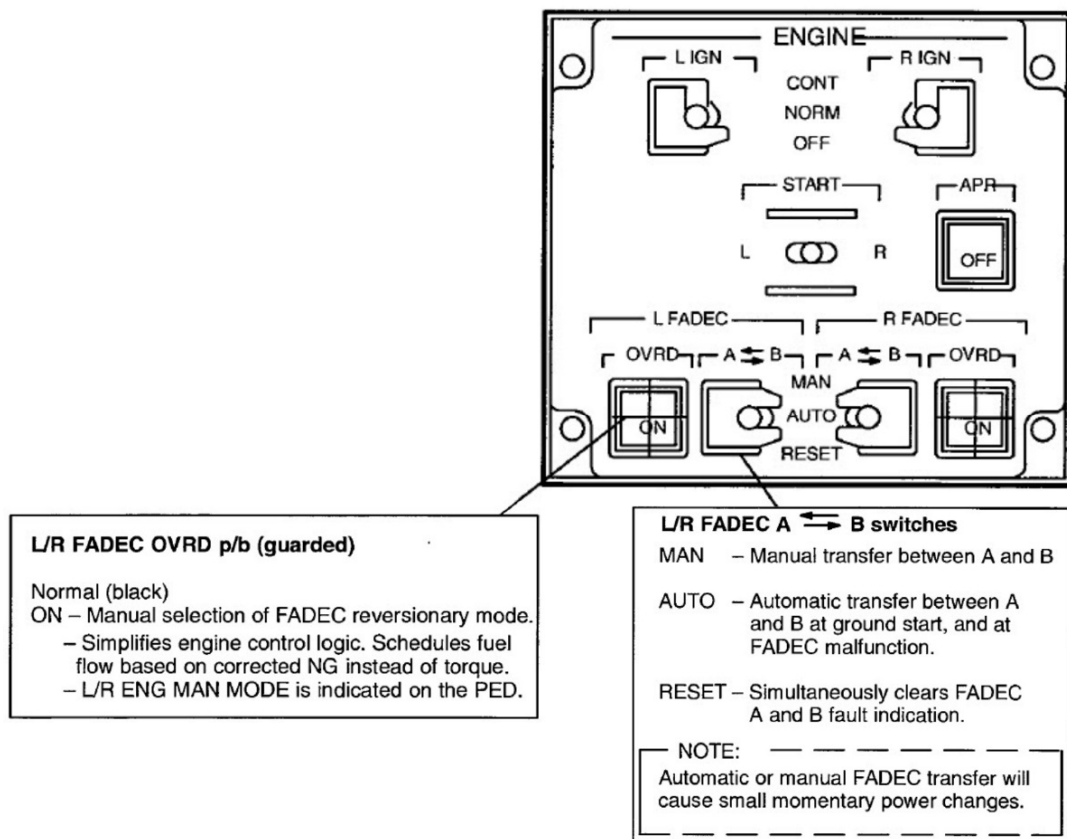 ENGINE
L IGN
R IGN
CONT
NORM
OFF
START
APR
L
R
OFF
L FADEC
R FADEC
OVRD
A ⇆ B
A ⇆ B
OVRD
MAN
ON
AUTO
ON
RESET
L/R FADEC OVRD p/b (guarded)
Normal (black)
ON – Manual selection of FADEC reversionary mode.
– Simplifies engine control logic. Schedules fuel
flow based on corrected NG instead of torque.
– L/R ENG MAN MODE is indicated on the PED.
L/R FADEC A ⇆ B switches
MAN – Manual transfer between A and B
AUTO – Automatic transfer between A
and B at ground start, and at
FADEC malfunction.
RESET – Simultaneously clears FADEC
A and B fault indication.
NOTE:
Automatic or manual FADEC transfer will
cause small momentary power changes.